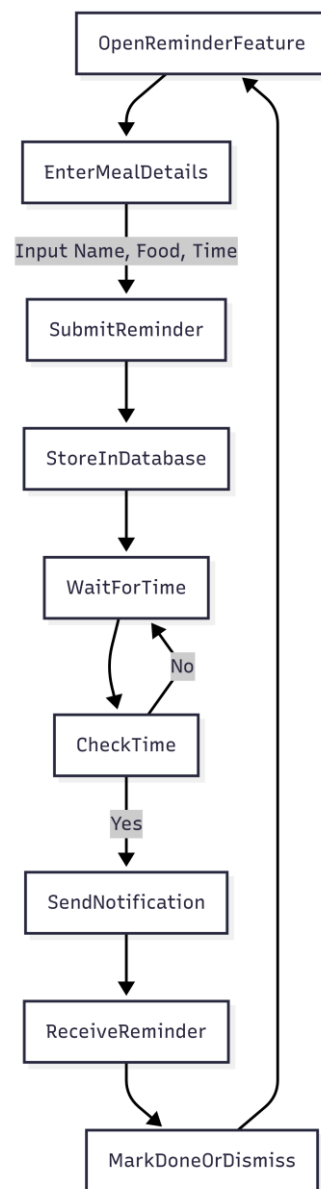 OpenReminderFeature
EnterMealDetails
Input Name, Food, Time
SubmitReminder
StoreInDatabase
WaitForTime
No
CheckTime
Yes
SendNotification
ReceiveReminder
MarkDoneOrDismiss